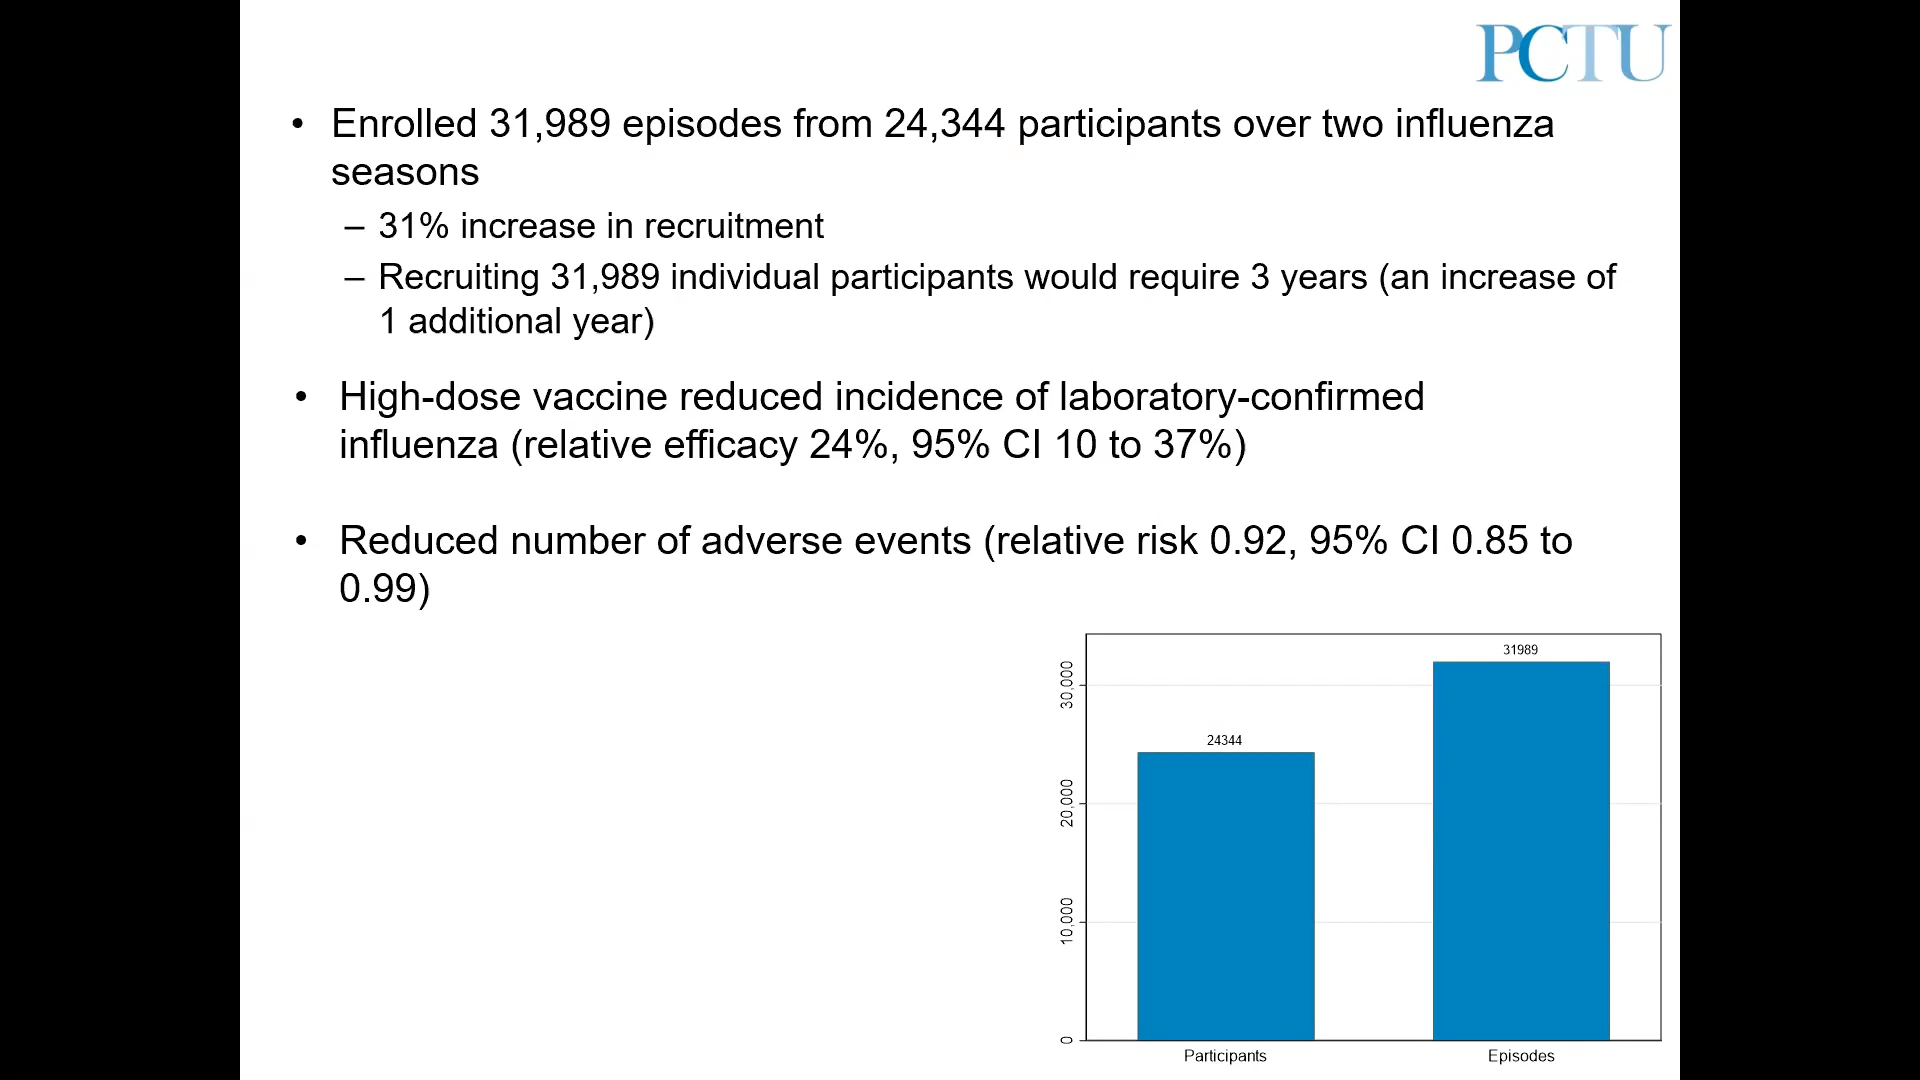 PCTU
• Enrolled 31,989 episodes from 24,344 participants over two influenza
seasons
– 31% increase in recruitment
– Recruiting 31,989 individual participants would require 3 years (an increase of
1 additional year)
• High-dose vaccine reduced incidence of laboratory-confirmed
influenza (relative efficacy 24%, 95% CI 10 to 37%)
• Reduced number of adverse events (relative risk 0.92, 95% CI 0.85 to
0.99)
31989
30,000
24344
20,000
10,000
0
Participants Episodes